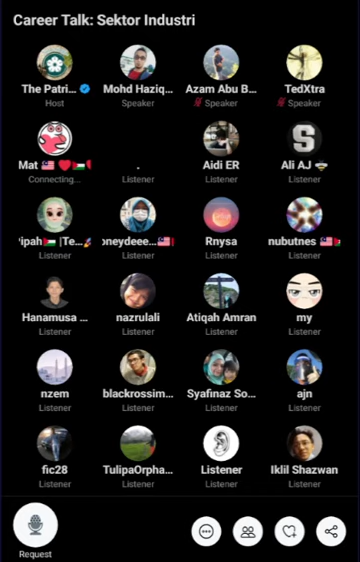 Career Talk: Sektor Industri
The Patri... Mohd Haziq... Azam Abu B... TedXtra
Host Speaker Speaker Speaker
Mat 🇲🇾 ❤️🇵🇸 . Aidi ER Ali AJ
Connecting... Listener Listener Listener
ipah🇵🇸 |Te... oneydeee...🇲🇾 Rnysa nubutnes 🇲🇾
Listener Listener Listener Listener
Hanamusa ... nazrulali Atiqah Amran my
Listener Listener Listener Listener
nzem blackrossim... Syafinaz So... ajn
Listener Listener Listener Listener
fic28 TulipaOrpha... Listener Iklil Shazwan
Listener Listener Listener Listener
Request